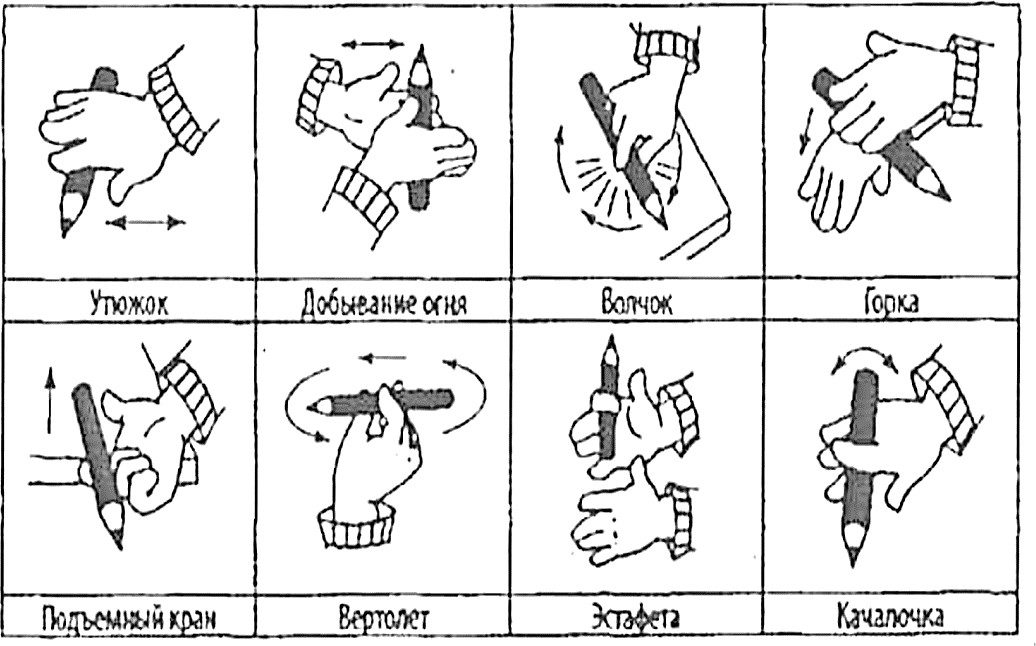 Утюжок
Добывание огня
Волчок
Горка
Подъемный кран
Вертолет
Эстафета
Качалочка